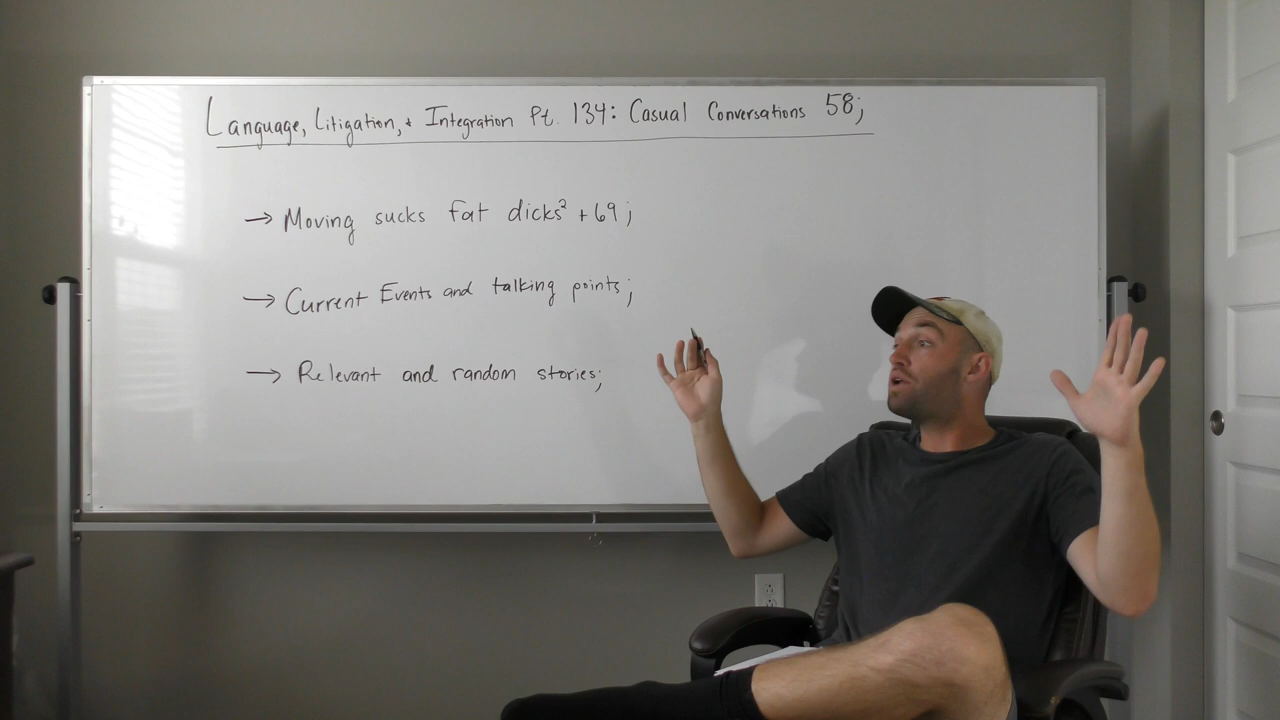 Language, Litigation, & Integration Pt. 134: Casual Conversations 58;
→ Moving sucks fat dicks² + 69;
→ Current Events and talking points;
→ Relevant and random stories;